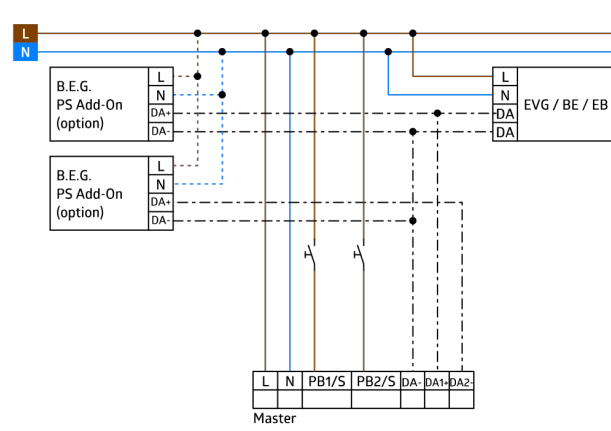 L
N
B.E.G.
PS Add-On
(option)
L
N
DA+
DA-
L
N
DA
DA
EVG / BE / EB
B.E.G.
PS Add-On
(option)
L
N
DA+
DA-
L N PB1/S PB2/S DA- DA1+ DA2-
Master